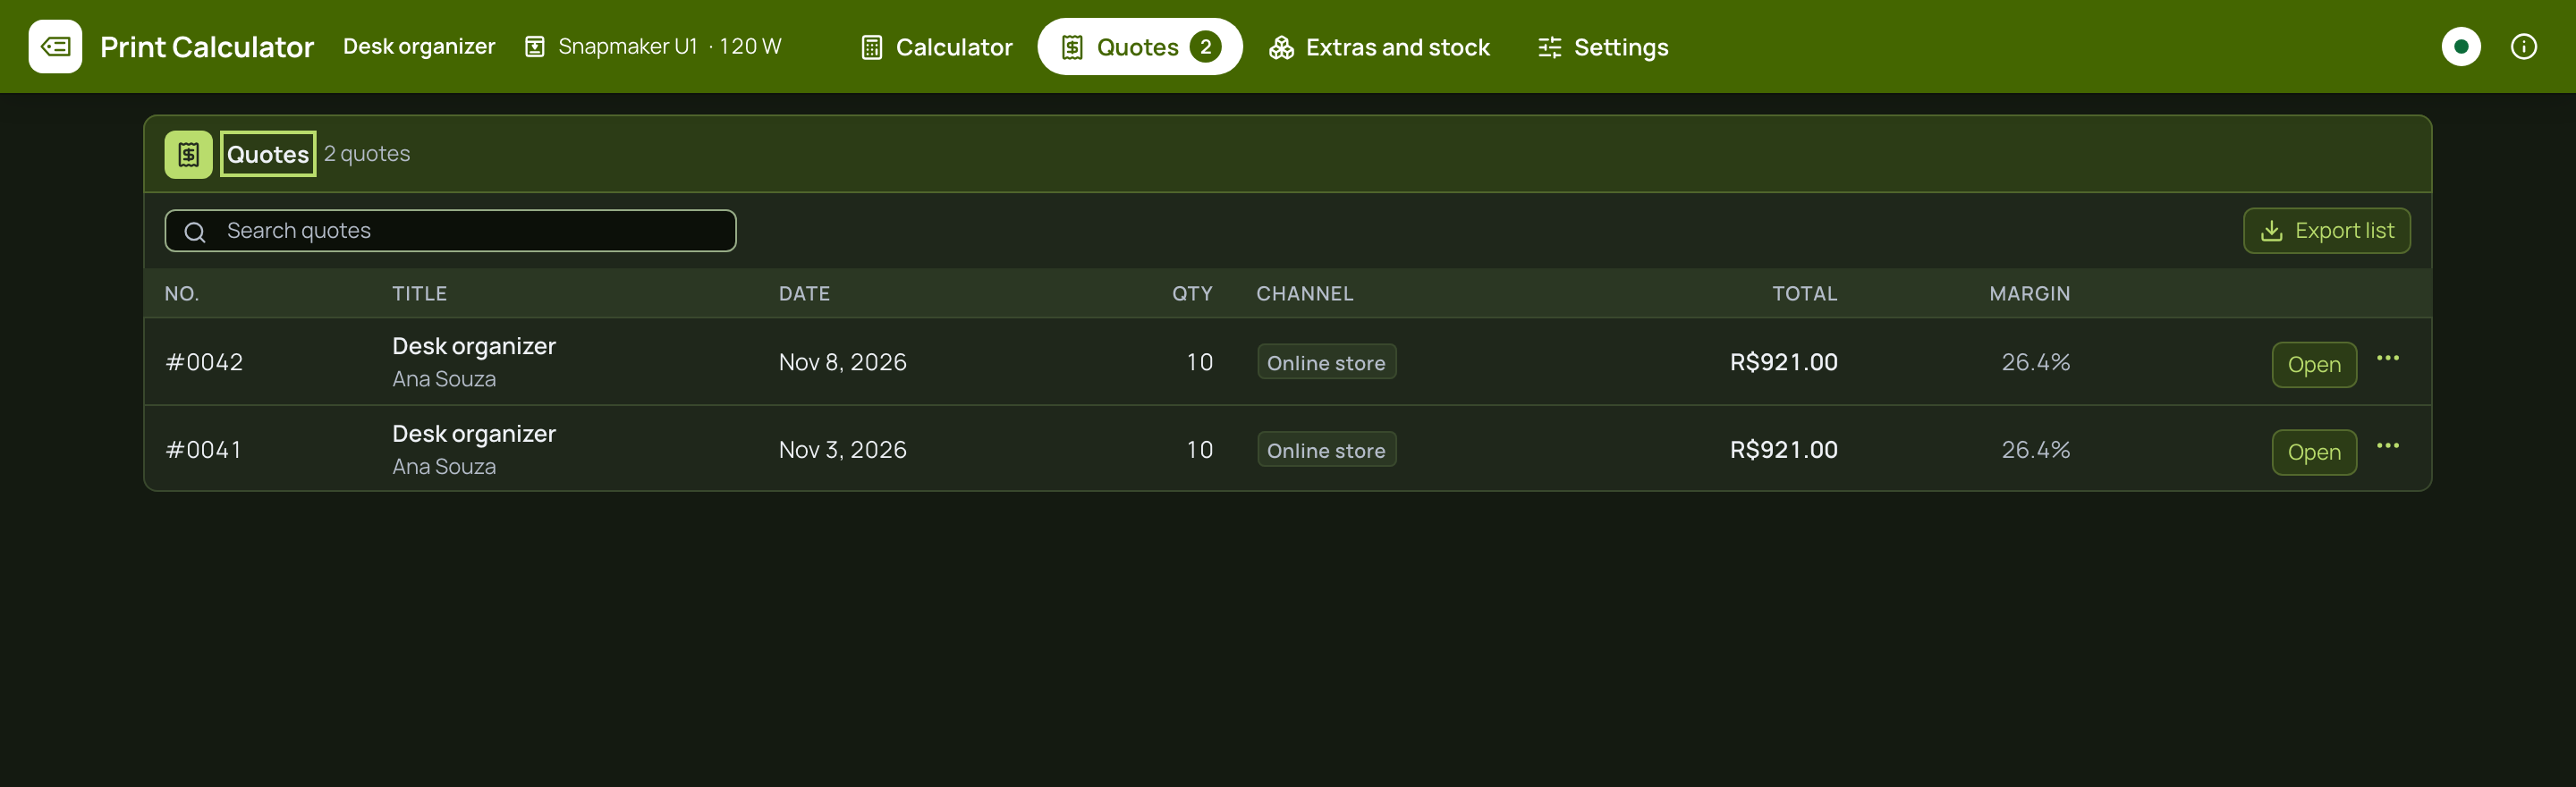 Print Calculator Desk organizer Snapmaker U1 · 120 W Calculator Quotes 2 Extras and stock Settings
Quotes 2 quotes
Search quotes Export list
NO. TITLE DATE QTY CHANNEL TOTAL MARGIN
#0042 Desk organizer Nov 8, 2026 10 Online store R$921.00 26.4% Open ...
Ana Souza
#0041 Desk organizer Nov 3, 2026 10 Online store R$921.00 26.4% Open ...
Ana Souza